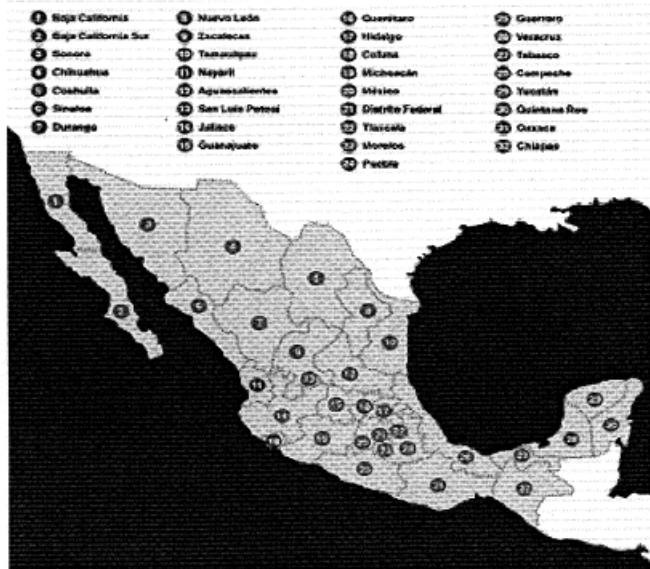 1 Baja California
2 Baja California Sur
3 Sonora
4 Chihuahua
5 Coahuila
6 Sinaloa
7 Durango
8 Nuevo León
9 Zacatecas
10 Tamaulipas
11 Nayarit
12 Aguascalientes
13 San Luis Potosí
14 Jalisco
15 Guanajuato
16 Querétaro
17 Hidalgo
18 Colima
19 Michoacán
20 México
21 Distrito Federal
22 Tlaxcala
23 Morelos
24 Puebla
25 Guerrero
26 Veracruz
27 Tabasco
28 Campeche
29 Yucatán
30 Quintana Roo
31 Oaxaca
32 Chiapas